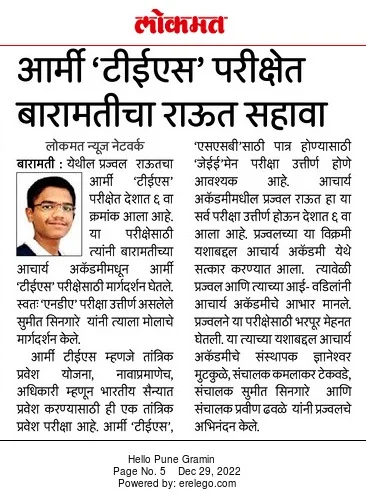 लोकमत
आर्मी ‘टीईएस’ परीक्षेत
बारामतीचा राऊत सहावा
लोकमत न्यूज नेटवर्क
बारामती : येथील प्रज्वल राऊतचा
आर्मी ‘टीईएस’
परीक्षेत देशात ६ वा
क्रमांक आला आहे.
या परीक्षेसाठी
त्यांनी बारामतीच्या
आचार्य अकॅडमीमधून आर्मी
‘टीईएस’ परीक्षेसाठी मार्गदर्शन घेतले.
स्वतः ‘एनडीए’ परीक्षा उत्तीर्ण असलेले
सुमीत सिनगारे यांनी त्याला मोलाचे
मार्गदर्शन केले.
आर्मी टीईएस म्हणजे तांत्रिक
प्रवेश योजना, नावाप्रमाणेच,
अधिकारी म्हणून भारतीय सैन्यात
प्रवेश करण्यासाठी ही एक तांत्रिक
प्रवेश परीक्षा आहे. आर्मी ‘टीईएस’,
‘एसएसबी’साठी पात्र होण्यासाठी
‘जेईई’मेन परीक्षा उत्तीर्ण होणे
आवश्यक आहे. आचार्य
अकॅडमीमधील प्रज्वल राऊत हा या
सर्व परीक्षा उत्तीर्ण होऊन देशात ६ वा
आला आहे. प्रज्वलच्या या विक्रमी
यशाबद्दल आचार्य अकॅडमी येथे
सत्कार करण्यात आला. त्यावेळी
प्रज्वल आणि त्याच्या आई- वडिलांनी
आचार्य अकॅडमीचे आभार मानले.
प्रज्वलने या परीक्षेसाठी भरपूर मेहनत
घेतली. या त्याच्या यशाबद्दल आचार्य
अकॅडमीचे संस्थापक ज्ञानेश्वर
मुटकुळे, संचालक कमलाकर टेकवडे,
संचालक सुमीत सिनगारे आणि
संचालक प्रवीण ढवळे यांनी प्रज्वलचे
अभिनंदन केले.
Hello Pune Gramin
Page No. 5 Dec 29, 2022
Powered by: erelego.com